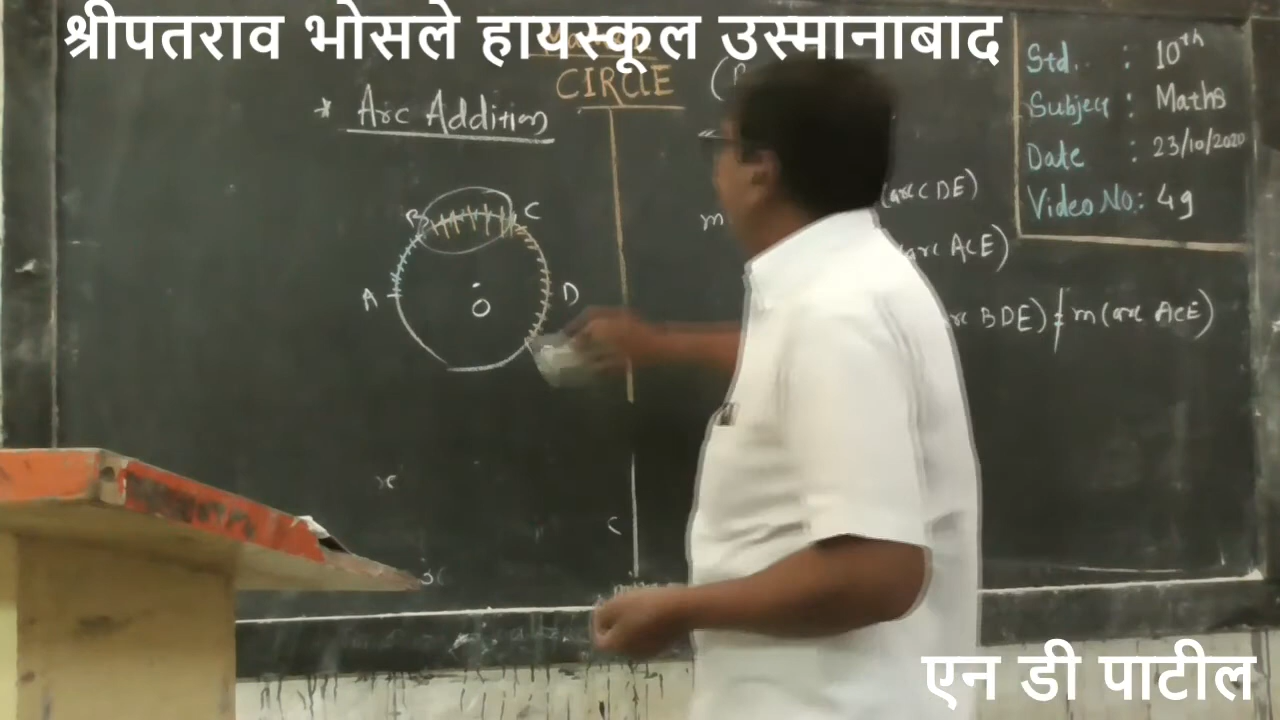 श्रीपतराव भोसले हायस्कूल उस्मानाबाद
CIRCLE
* Arc Addition
Std. : 10th
Subject : Maths
Date : 23/10/2020
Video No: 4g
B C
A D
O
m
(arc CDE)
arc ACE)
BDE) ≠ m(arc ACE)
एन डी पाटील